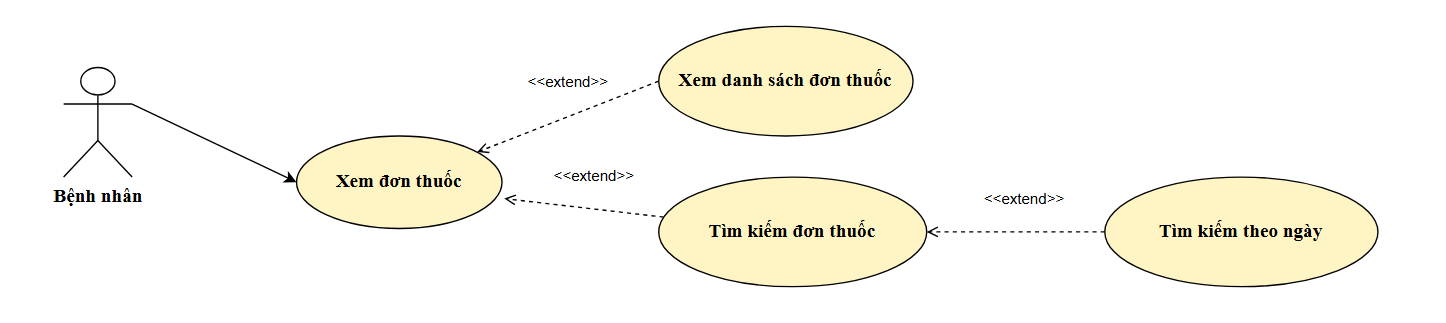 Bệnh nhân
Xem đơn thuốc
<<extend>>
Xem danh sách đơn thuốc
<<extend>>
Tìm kiếm đơn thuốc
<<extend>>
Tìm kiếm theo ngày